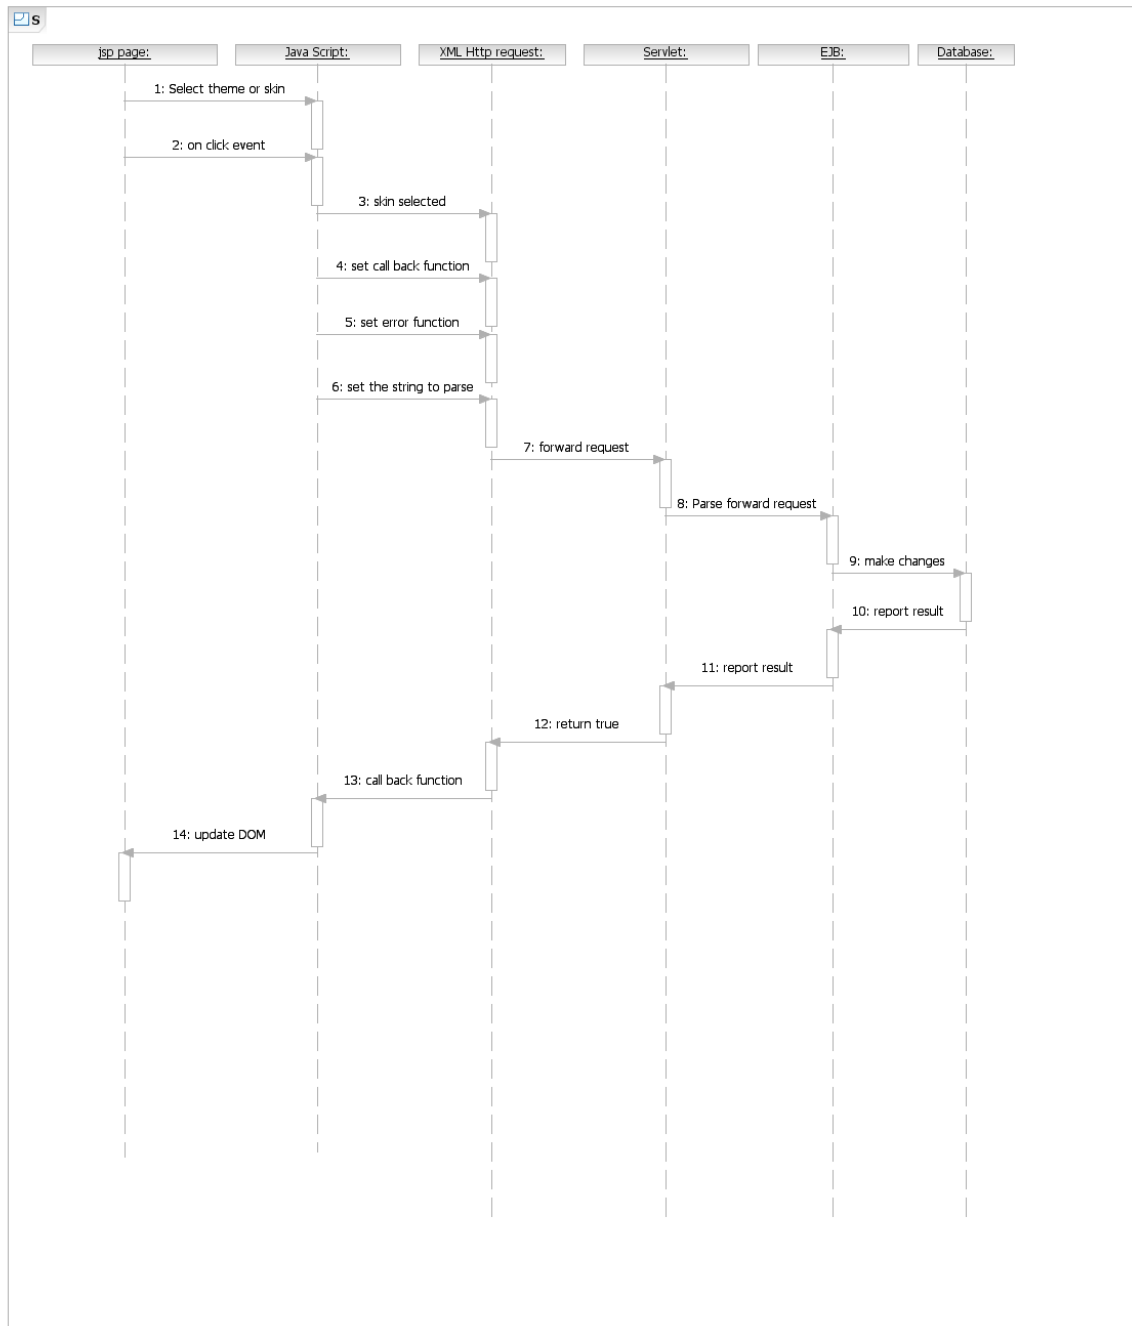 s
jsp page:
Java Script:
XML Http request:
Servlet:
EJB:
Database:
1: Select theme or skin
2: on click event
3: skin selected
4: set call back function
5: set error function
6: set the string to parse
7: forward request
8: Parse forward request
9: make changes
10: report result
11: report result
12: return true
13: call back function
14: update DOM